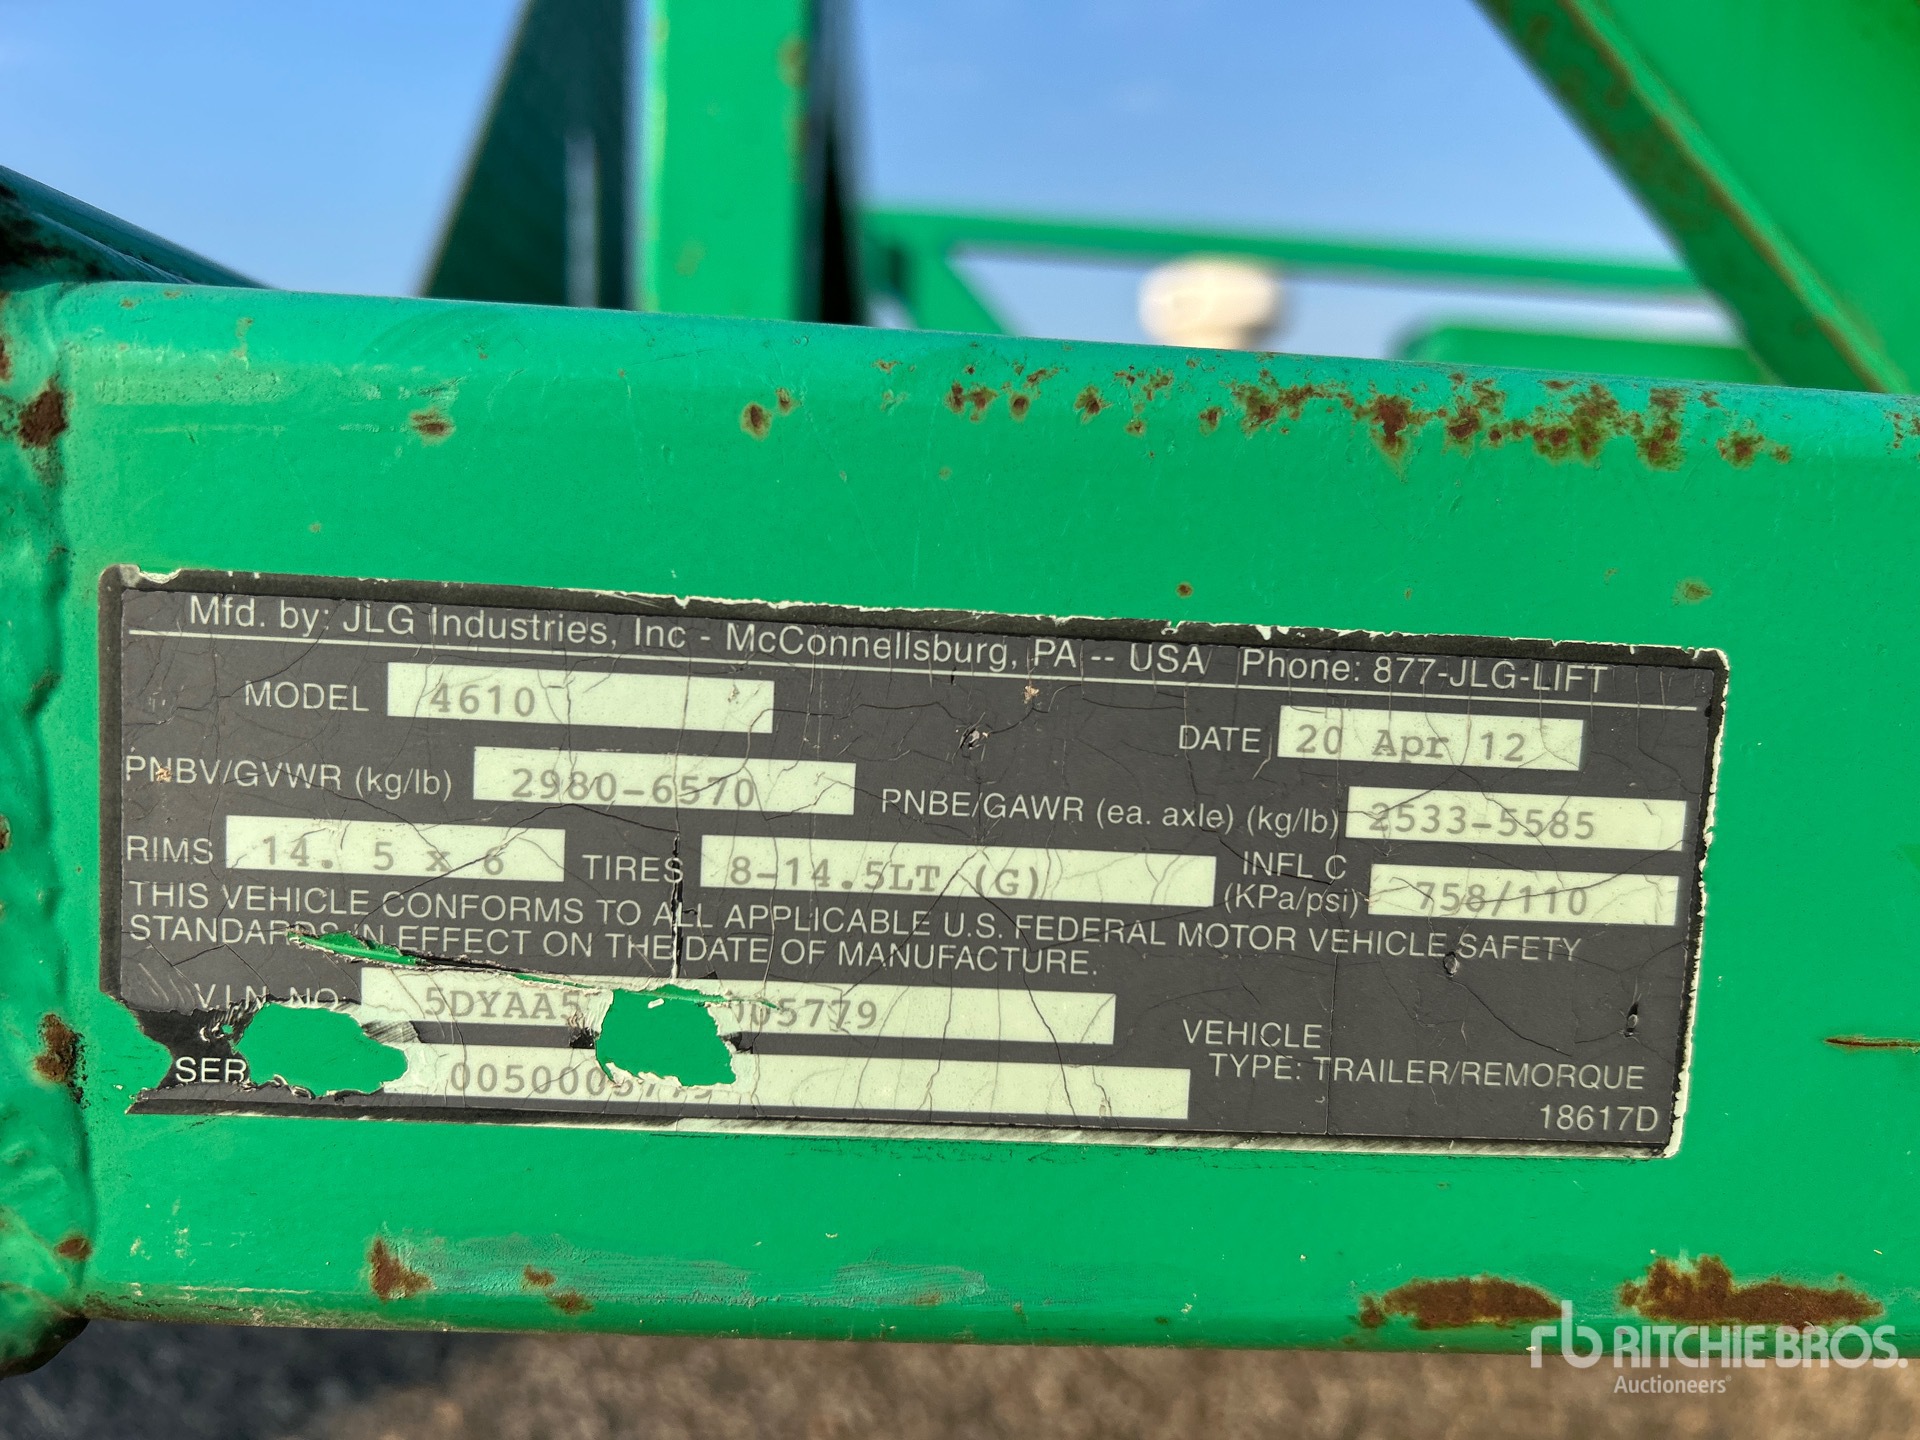 Mfd. by: JLG Industries, Inc - McConnellsburg, PA -- USA Phone: 877-JLG-LIFT
MODEL 4610 DATE 20 Apr 12
PNBV/GVWR (kg/lb) 2980-6570 PNBE/GAWR (ea. axle) (kg/lb) 2533-5585
RIMS 14. 5 x 6 TIRES 8-14.5LT (G) INFL C (KPa/psi) 758/110
THIS VEHICLE CONFORMS TO ALL APPLICABLE U.S. FEDERAL MOTOR VEHICLE SAFETY
STANDARDS IN EFFECT ON THE DATE OF MANUFACTURE.
V.I.N. NO.
VEHICLE
TYPE: TRAILER/REMORQUE
SER
18617D
rb RITCHIE BROS.
Auctioneers